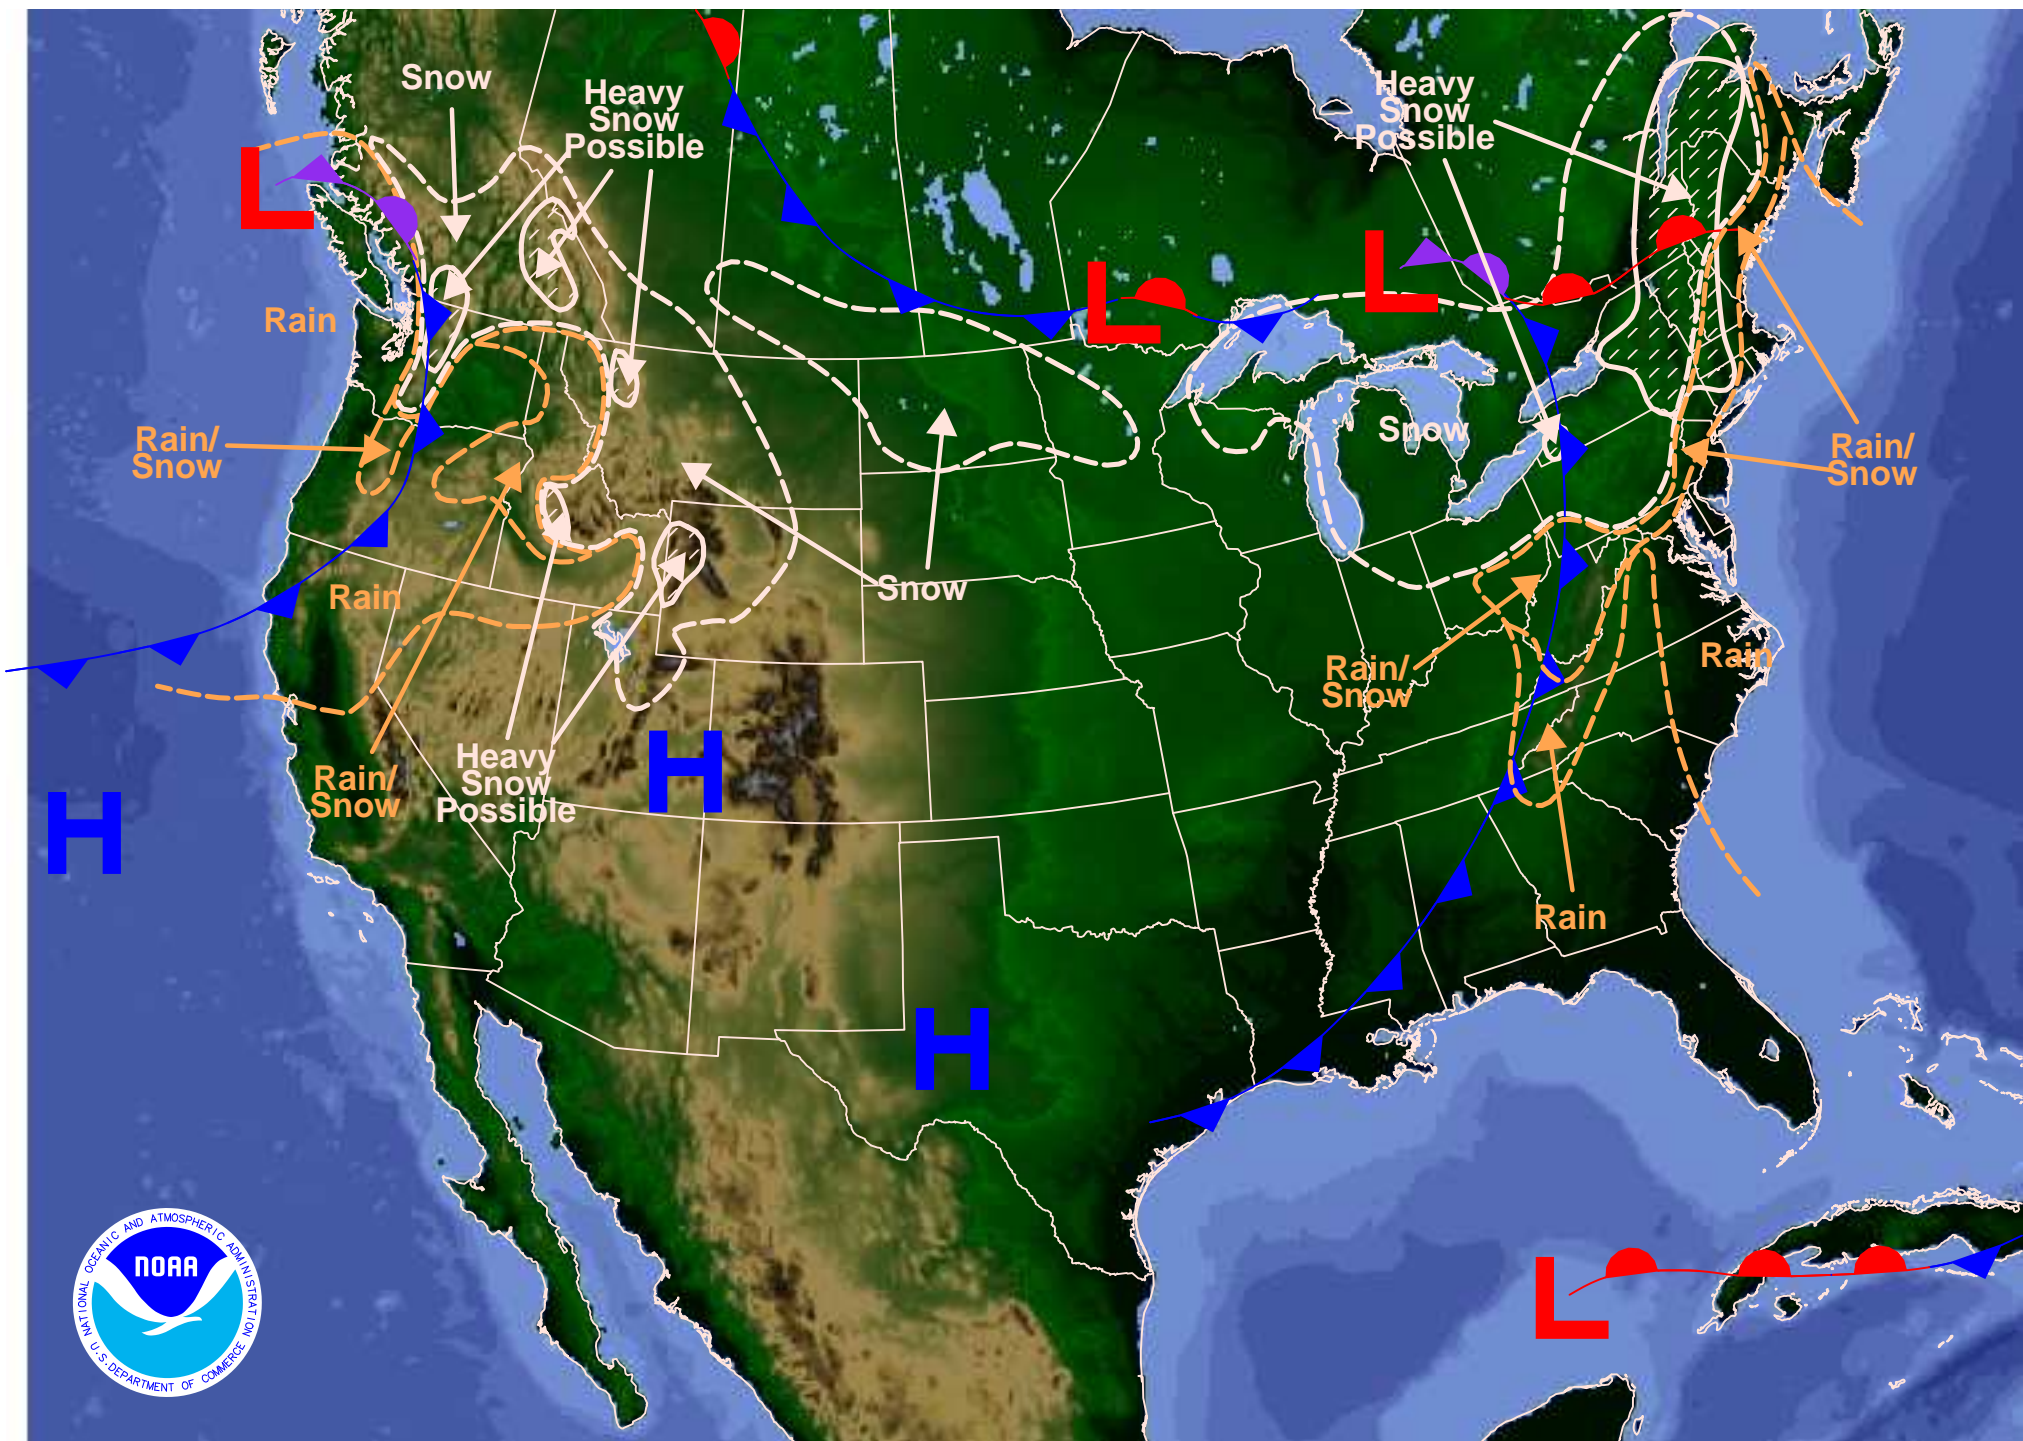 Snow
Heavy
Snow
Possible
Heavy
Snow
Possible
L
L
L
Rain
Rain/
Snow
Snow
Rain/
Snow
Rain
Snow
Rain/
Snow
Rain
Heavy
Snow
Possible
Rain/
Snow
H
H
Rain
H
L
NATIONAL OCEANIC AND ATMOSPHERIC ADMINISTRATION
NOAA
U.S. DEPARTMENT OF COMMERCE